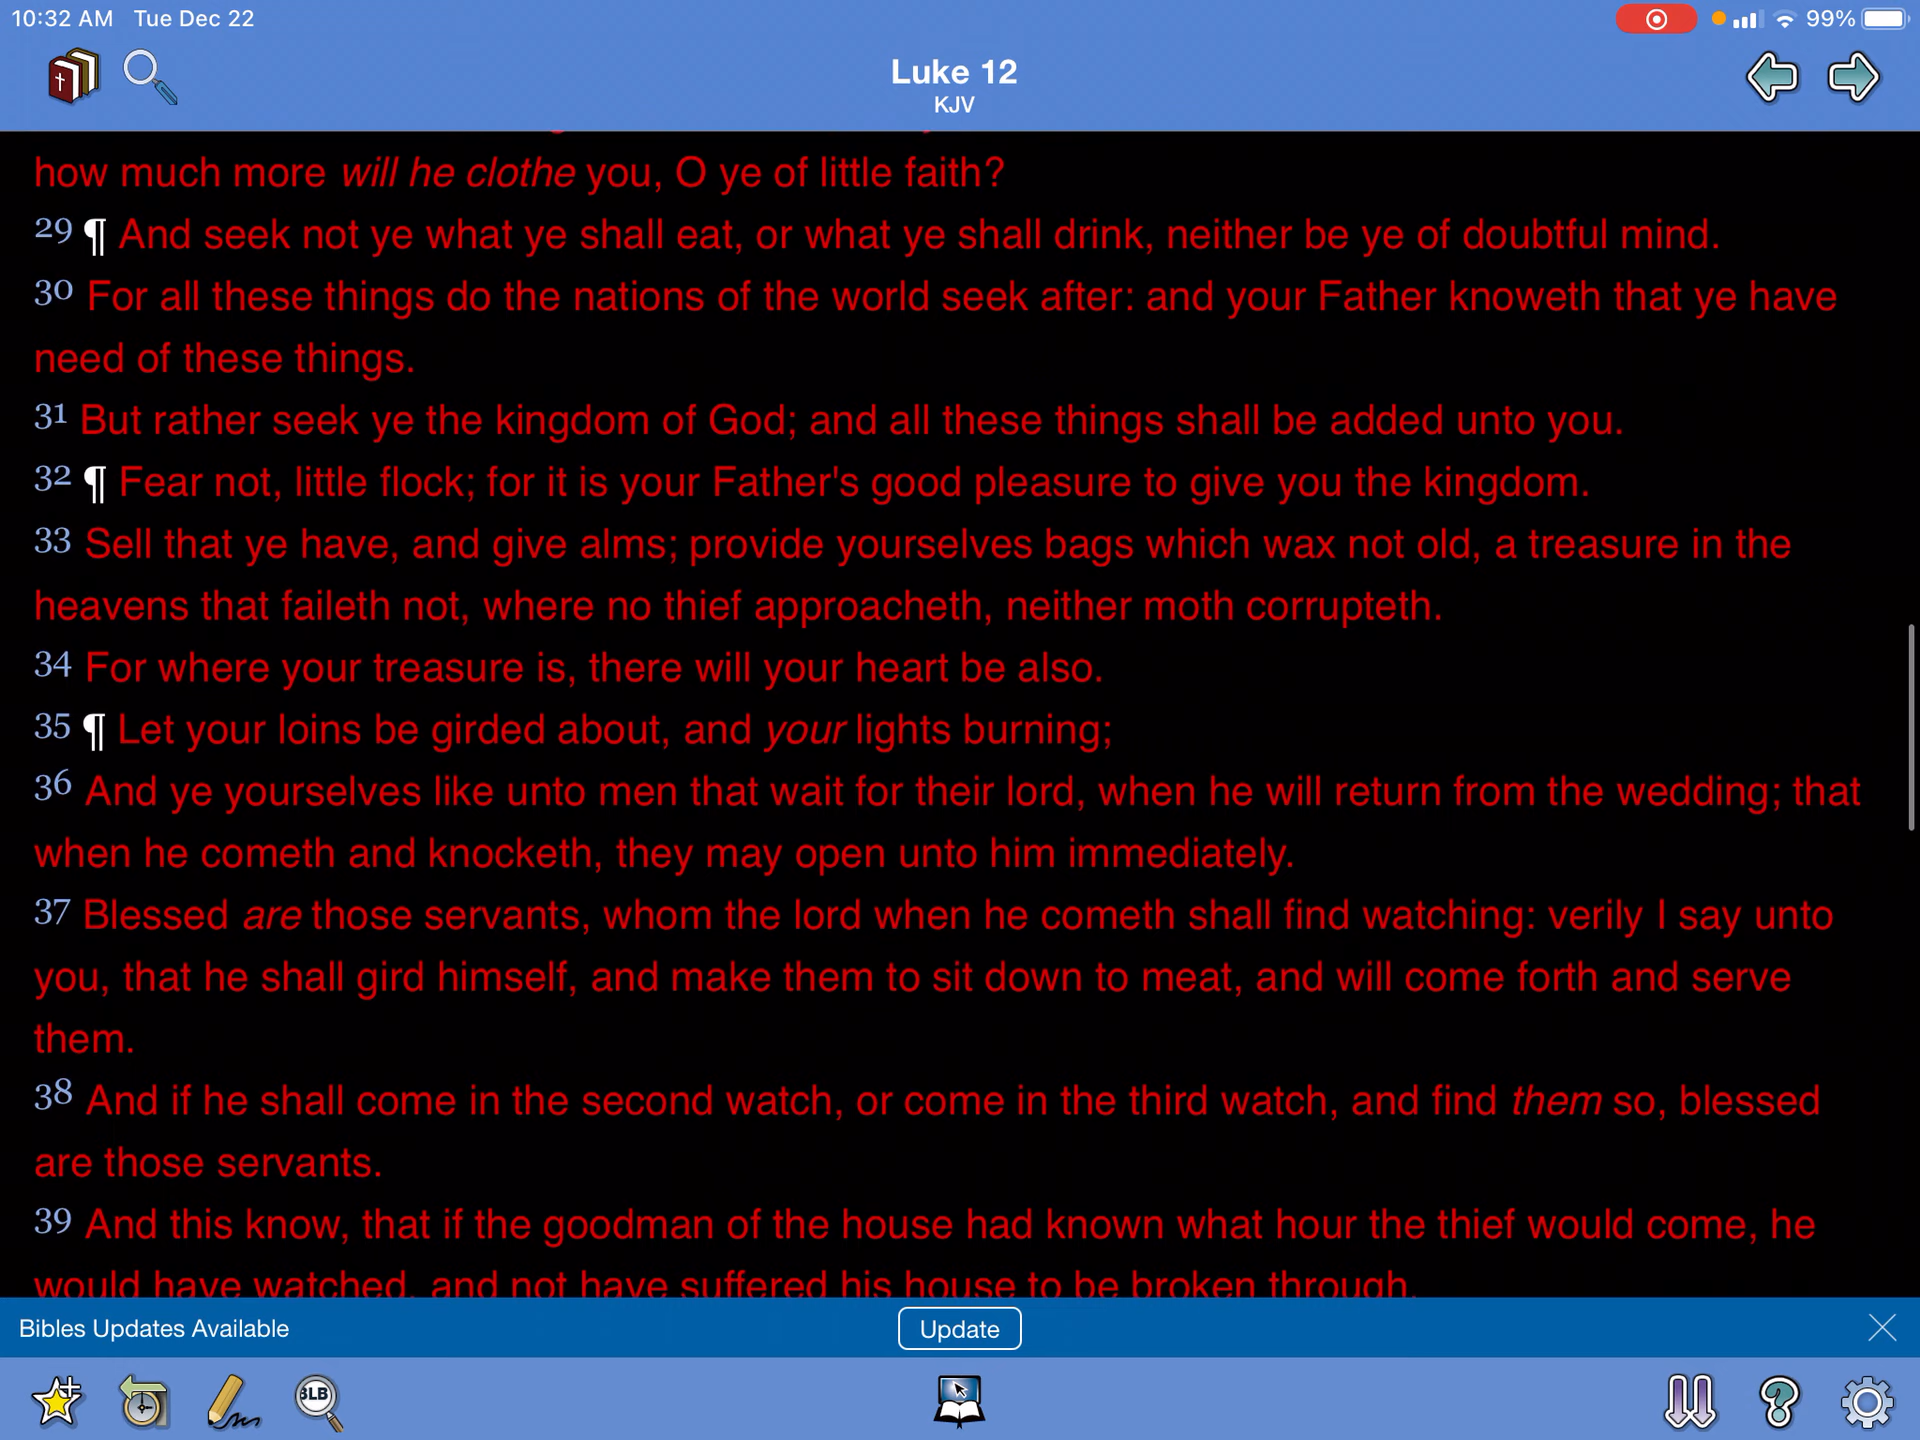 10:32 AM Tue Dec 22
99%
Luke 12
KJV
how much more will he clothe you, O ye of little faith?
29 ¶ And seek not ye what ye shall eat, or what ye shall drink, neither be ye of doubtful mind.
30 For all these things do the nations of the world seek after: and your Father knoweth that ye have
need of these things.
31 But rather seek ye the kingdom of God; and all these things shall be added unto you.
32 ¶ Fear not, little flock; for it is your Father's good pleasure to give you the kingdom.
33 Sell that ye have, and give alms; provide yourselves bags which wax not old, a treasure in the
heavens that faileth not, where no thief approacheth, neither moth corrupteth.
34 For where your treasure is, there will your heart be also.
35 ¶ Let your loins be girded about, and your lights burning;
36 And ye yourselves like unto men that wait for their lord, when he will return from the wedding; that
when he cometh and knocketh, they may open unto him immediately.
37 Blessed are those servants, whom the lord when he cometh shall find watching: verily I say unto
you, that he shall gird himself, and make them to sit down to meat, and will come forth and serve
them.
38 And if he shall come in the second watch, or come in the third watch, and find them so, blessed
are those servants.
39 And this know, that if the goodman of the house had known what hour the thief would come, he
would have watched, and not have suffered his house to be broken through.
Bibles Updates Available
Update
BLB